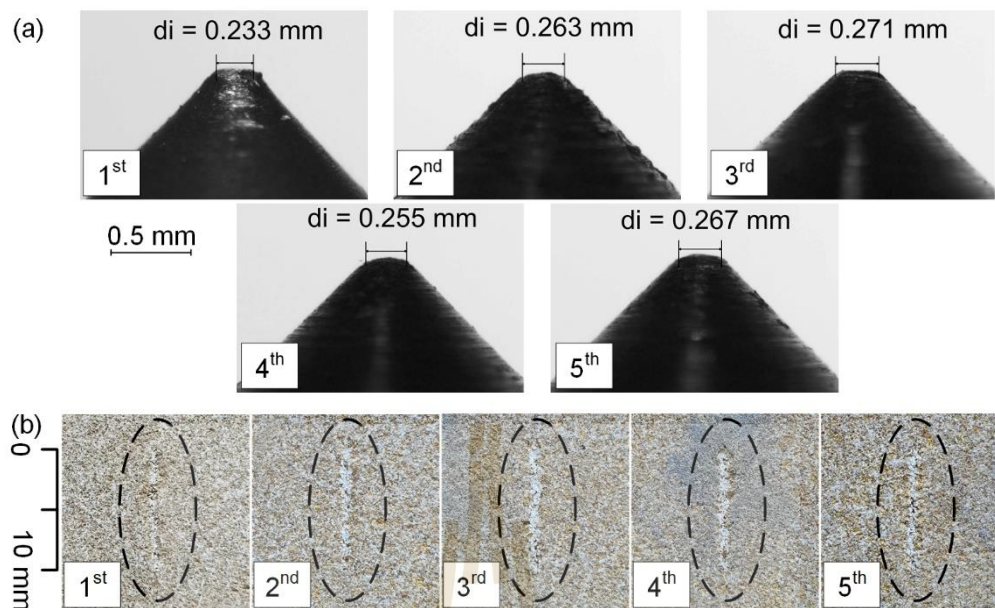 (a)
di = 0.233 mm
di = 0.263 mm
di = 0.271 mm
1st
2nd
3rd
di = 0.255 mm
di = 0.267 mm
0.5 mm
4th
5th
(b)
0
10 mm
1st
2nd
3rd
4th
5th